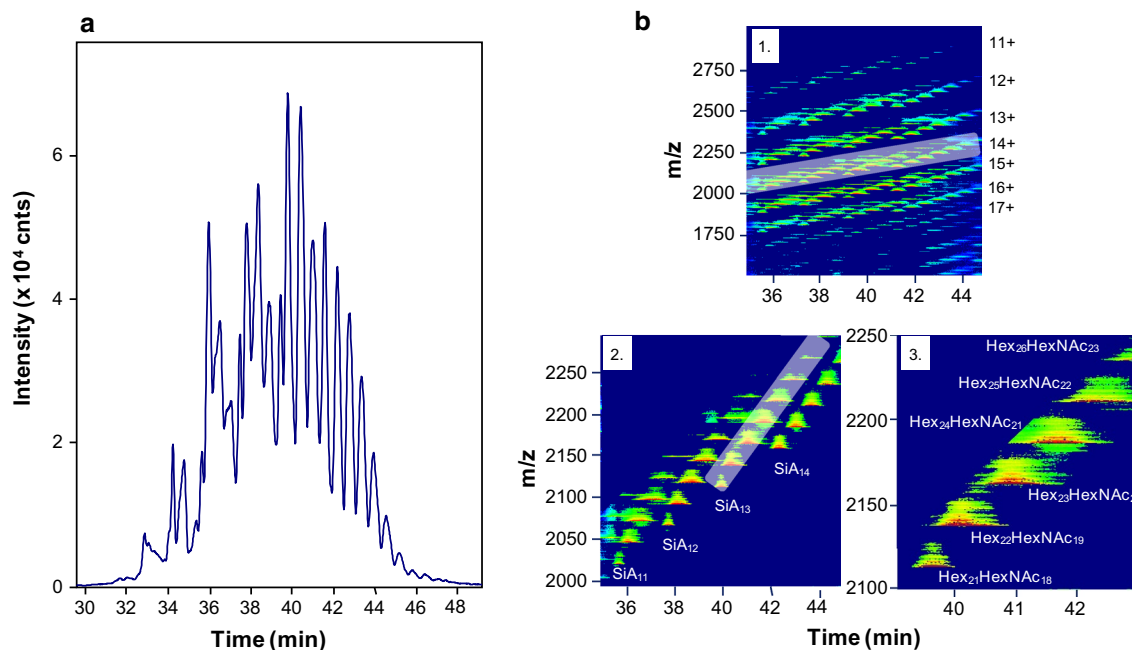 a
Intensity (x 10⁴ cnts)
6
4
2
0
30 32 34 36 38 40 42 44 46 48
Time (min)
b
1.
m/z
2750
2500
2250
2000
1750
11+
12+
13+
14+
15+
16+
17+
36 38 40 42 44
2.
m/z
2250
2200
2150
2100
2050
2000
SiA₁₁
SiA₁₂
SiA₁₃
SiA₁₄
36 38 40 42 44
3.
2250
2200
2150
2100
Hex₂₆HexNAc₂₃
Hex₂₅HexNAc₂₂
Hex₂₄HexNAc₂₁
Hex₂₃HexNAc₂
Hex₂₂HexNAc₁₉
Hex₂₁HexNAc₁₈
40 41 42
Time (min)